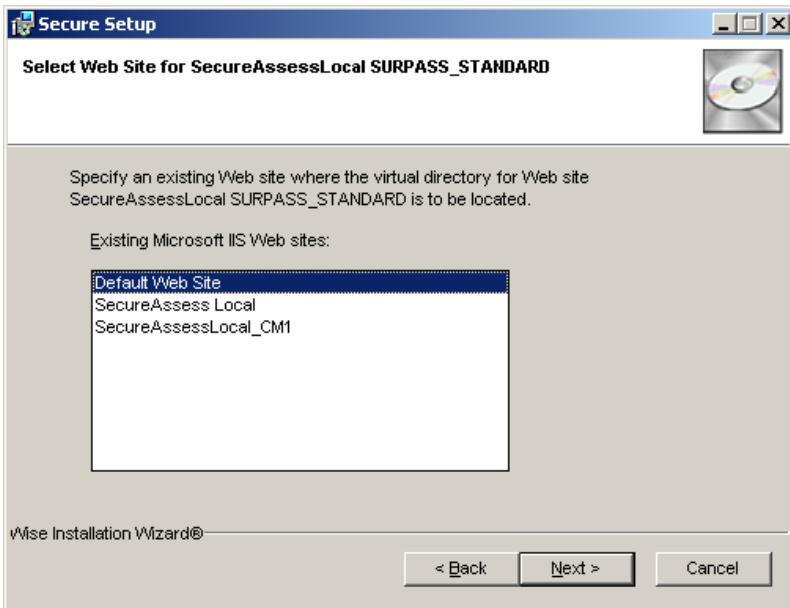 Secure Setup
Select Web Site for SecureAssessLocal SURPASS_STANDARD
Specify an existing Web site where the virtual directory for Web site
SecureAssessLocal SURPASS_STANDARD is to be located.
Existing Microsoft IIS Web sites:
Default Web Site
SecureAssess Local
SecureAssessLocal_CM1
Wise Installation Wizard®
< Back Next > Cancel